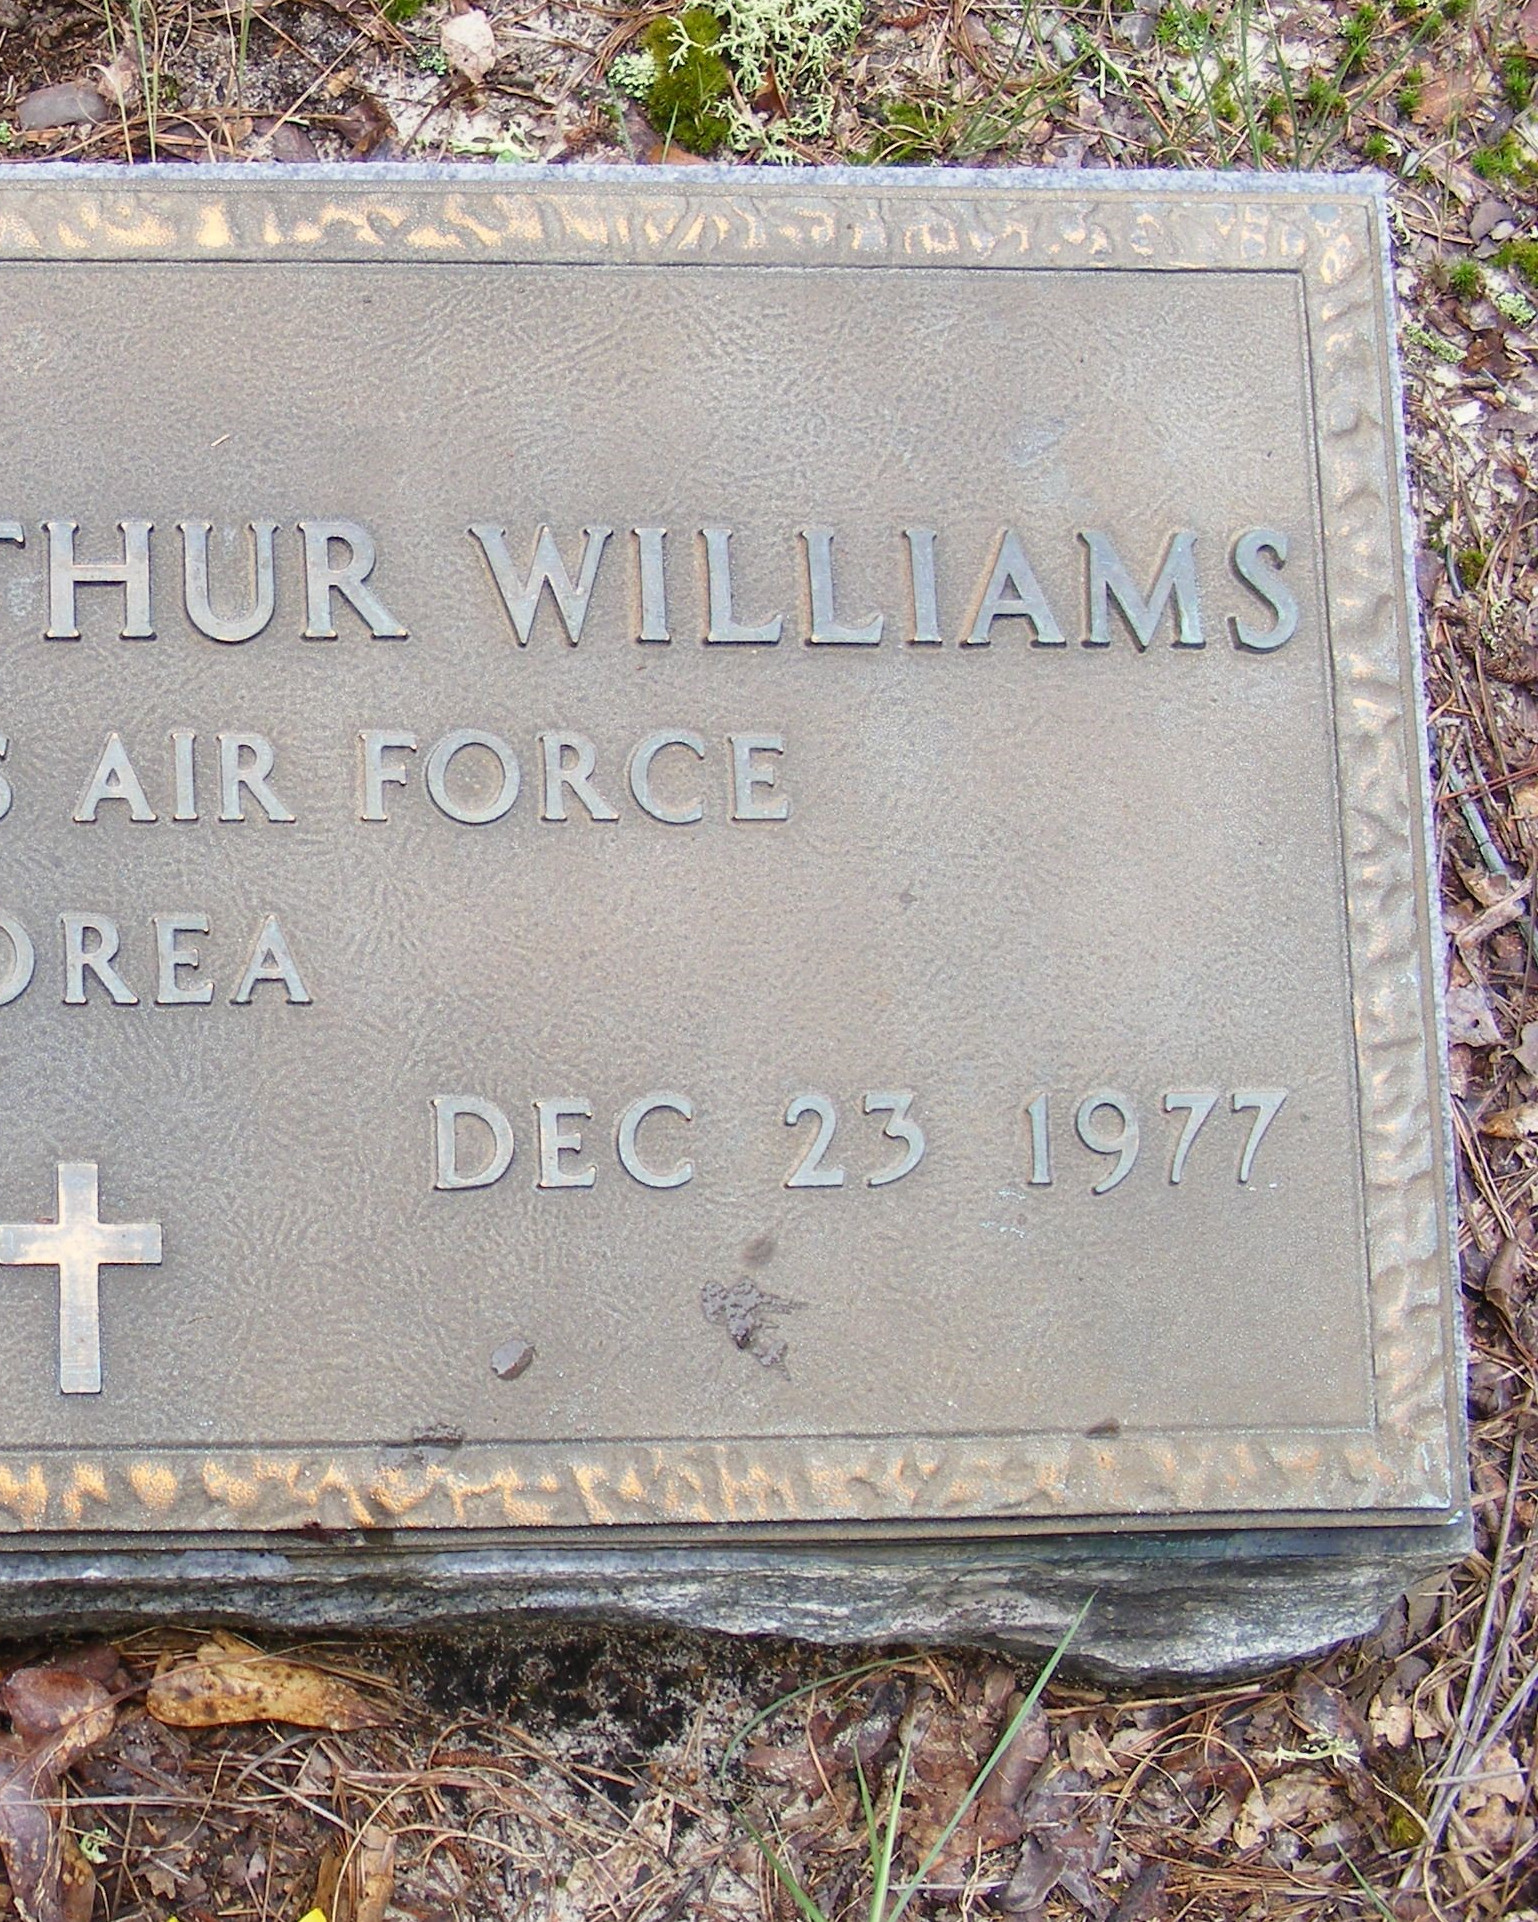 THUR WILLIAMS
S AIR FORCE
OREA
DEC 23 1977